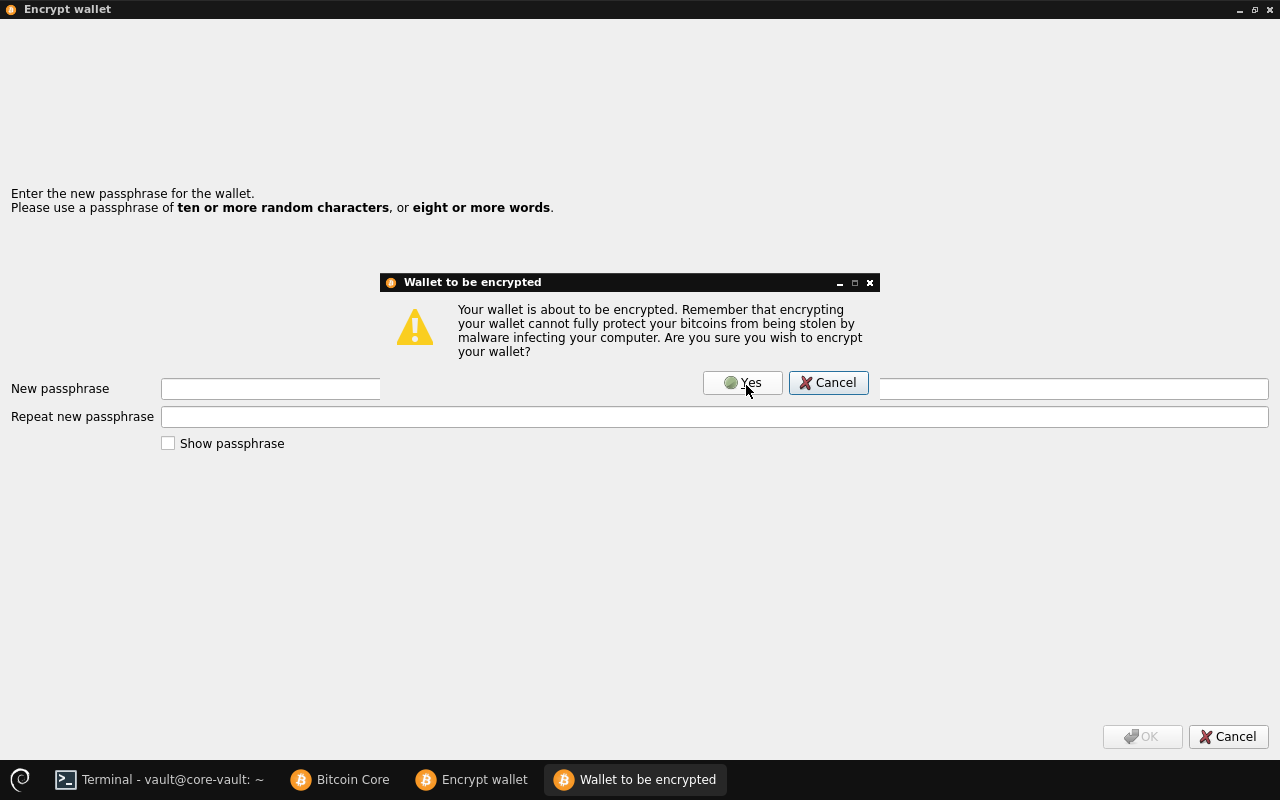 Encrypt wallet
Enter the new passphrase for the wallet.
Please use a passphrase of ten or more random characters, or eight or more words.
Wallet to be encrypted
Your wallet is about to be encrypted. Remember that encrypting
your wallet cannot fully protect your bitcoins from being stolen by
malware infecting your computer. Are you sure you wish to encrypt
your wallet?
Yes
Cancel
New passphrase
Repeat new passphrase
Show passphrase
OK
Cancel
Terminal - vault@core-vault: ~
Bitcoin Core
Encrypt wallet
Wallet to be encrypted